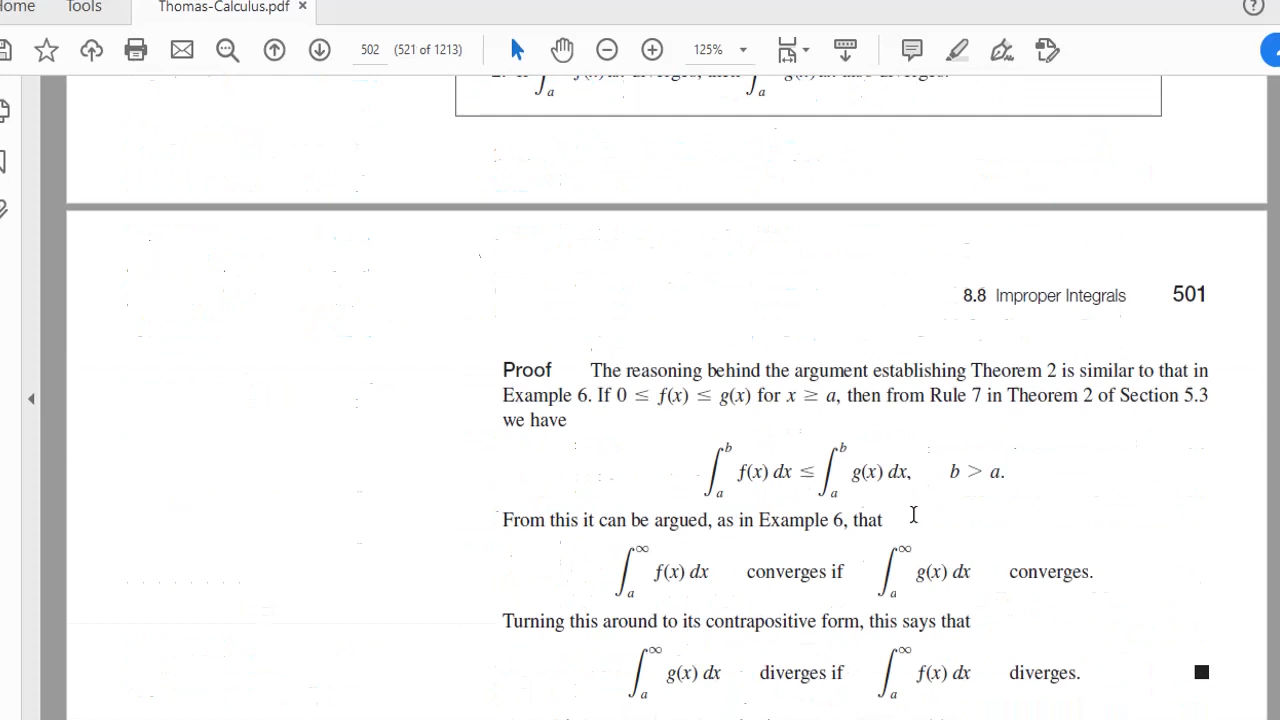 Home
Tools
Thomas-Calculus.pdf ×
502 (521 of 1213) 125%
a a
8.8 Improper Integrals 501
Proof The reasoning behind the argument establishing Theorem 2 is similar to that in
Example 6. If 0 ≤ f(x) ≤ g(x) for x ≥ a, then from Rule 7 in Theorem 2 of Section 5.3
we have
∫_a^b f(x) dx ≤ ∫_a^b g(x) dx, b > a.
From this it can be argued, as in Example 6, that
∫_a^∞ f(x) dx converges if ∫_a^∞ g(x) dx converges.
Turning this around to its contrapositive form, this says that
∫_a^∞ g(x) dx diverges if ∫_a^∞ f(x) dx diverges. ■